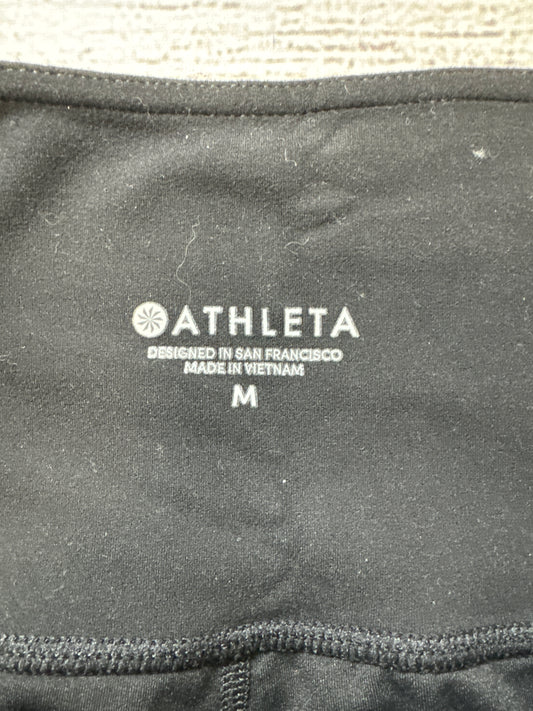 ATHLETA
DESIGNED IN SAN FRANCISCO
MADE IN VIETNAM
M